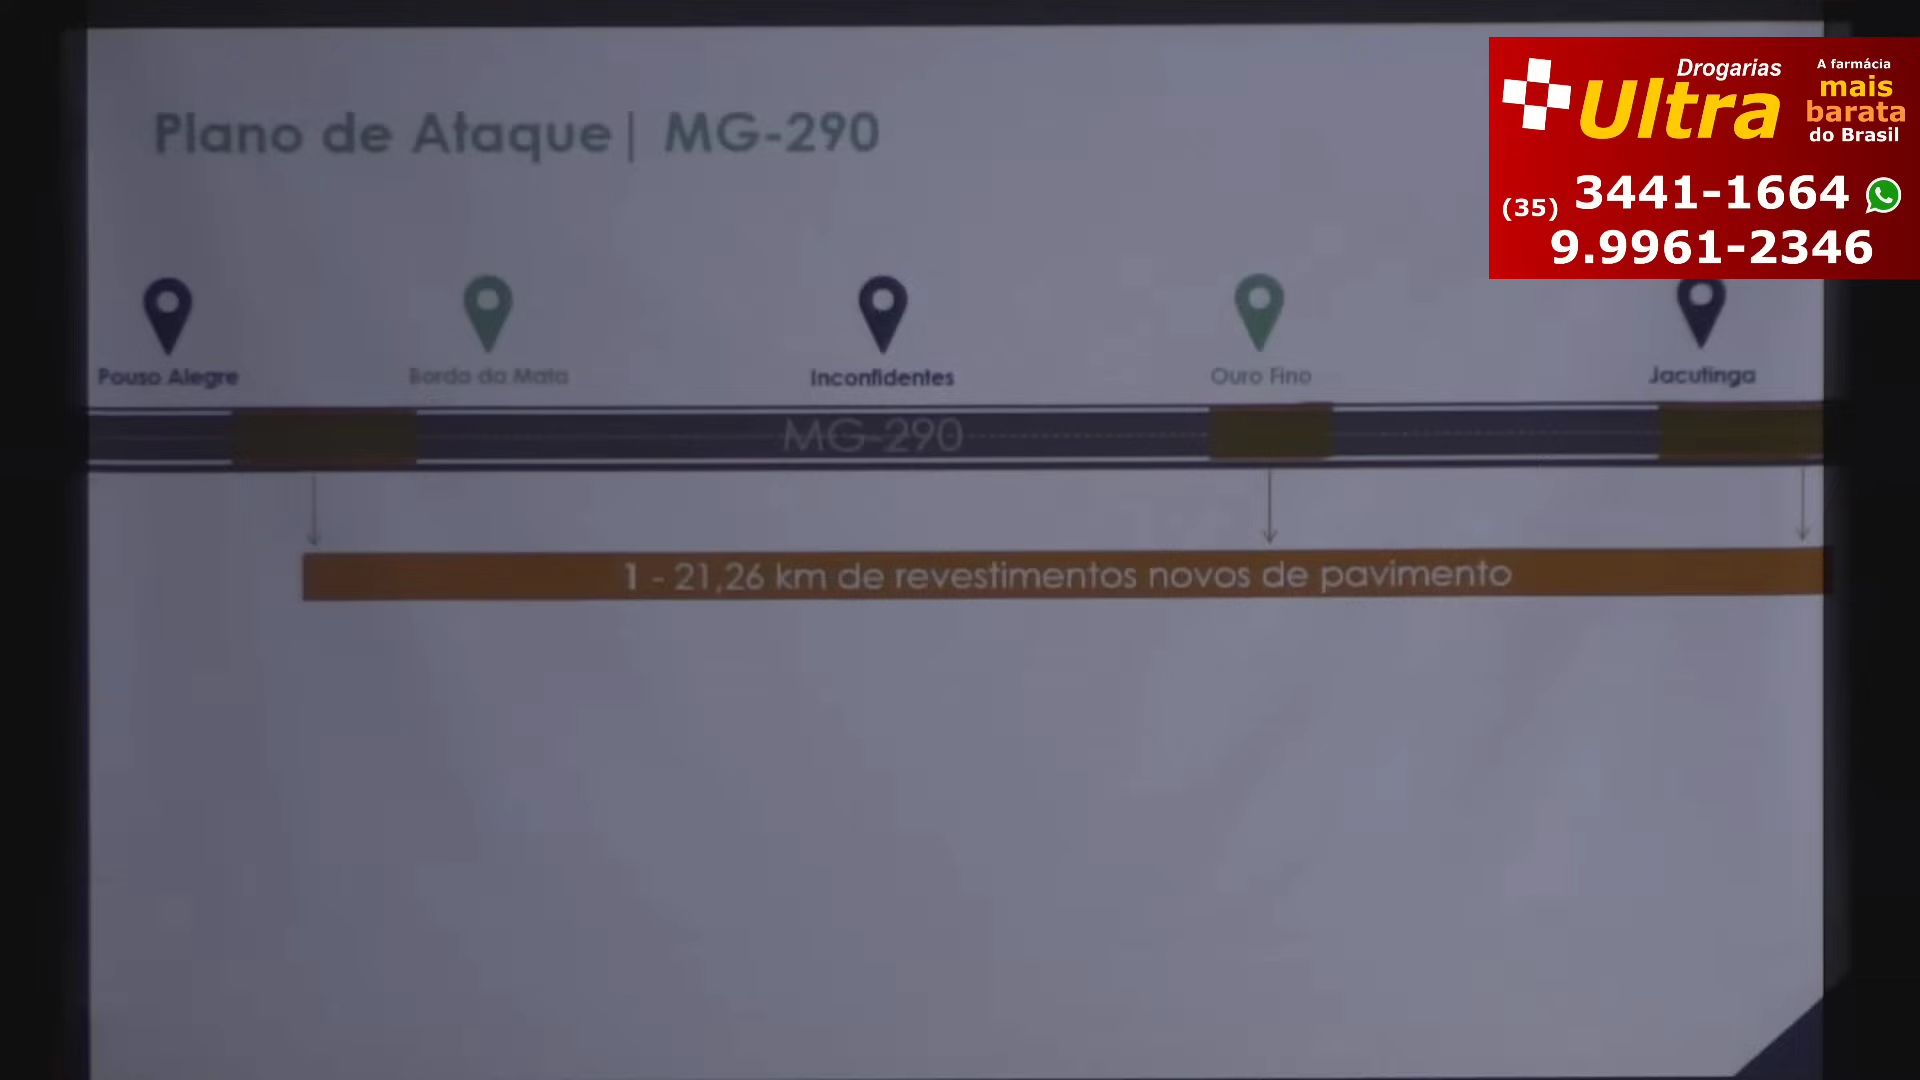 Plano de Ataque| MG-290
Drogarias
Ultra
A farmácia
mais
barata
do Brasil
(35) 3441-1664
9.9961-2346
Pouso Alegre
Borda da Mata
Inconfidentes
Ouro Fino
Jacutinga
MG-290
1 - 21,26 km de revestimentos novos de pavimento